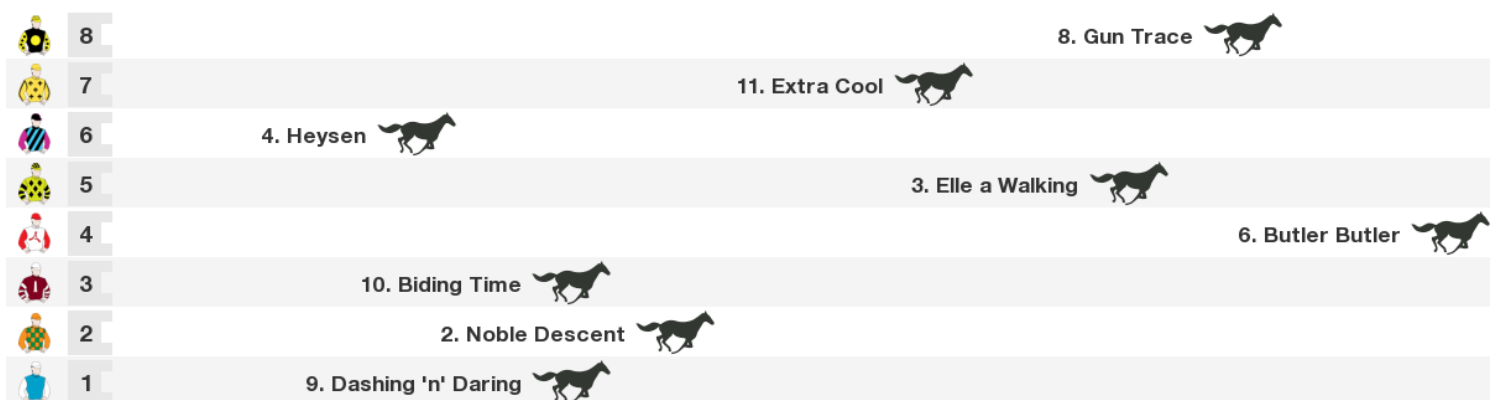 8 8. Gun Trace
7 11. Extra Cool
6 4. Heysen
5 3. Elle a Walking
4 6. Butler Butler
3 10. Biding Time
2 2. Noble Descent
1 9. Dashing 'n' Daring